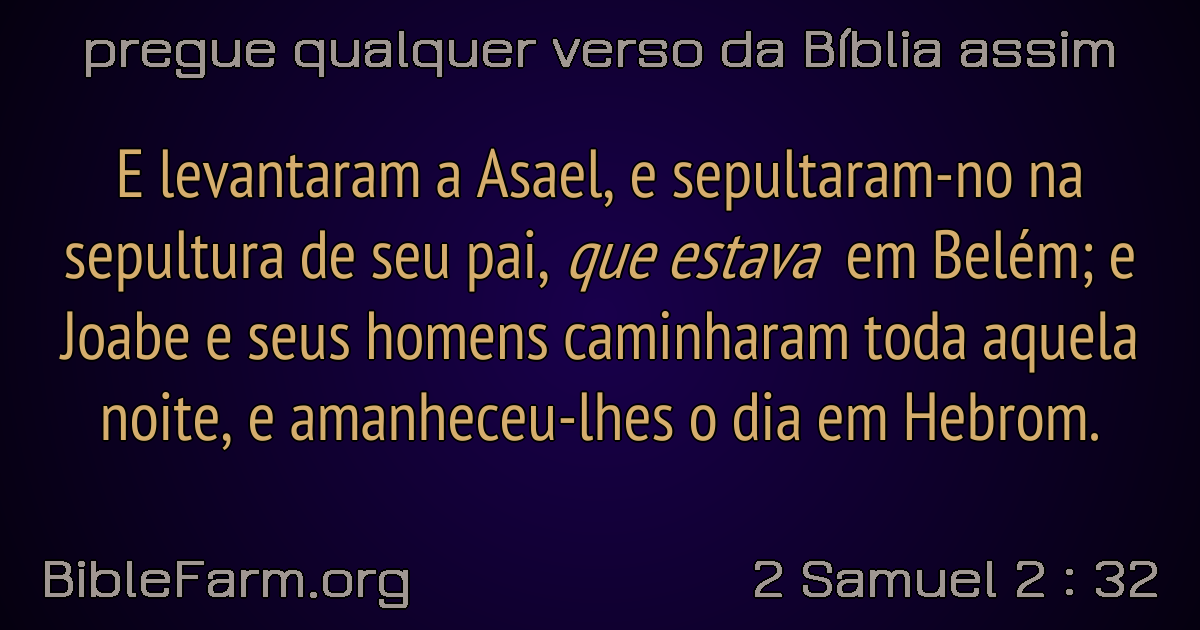 pregue qualquer verso da Bíblia assim
E levantaram a Asael, e sepultaram-no na
sepultura de seu pai, que estava em Belém; e
Joabe e seus homens caminharam toda aquela
noite, e amanheceu-lhes o dia em Hebrom.
BibleFarm.org
2 Samuel 2 : 32